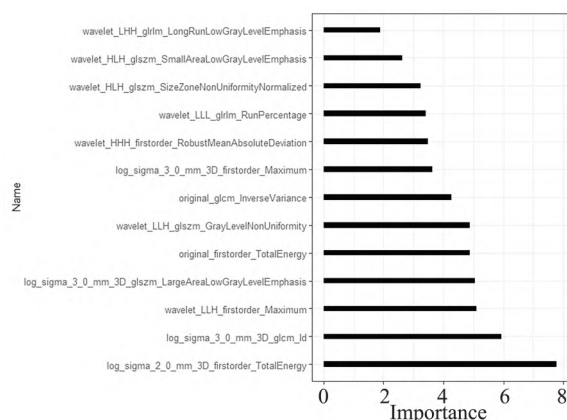 wavelet_LHH_glrlm_LongRunLowGrayLevelEmphasis
wavelet_HLH_glszm_SmallAreaLowGrayLevelEmphasis
wavelet_HLH_glszm_SizeZoneNonUniformityNormalized
wavelet_LLL_glrlm_RunPercentage
wavelet_HHH_firstorder_RobustMeanAbsoluteDeviation
log_sigma_3_0_mm_3D_firstorder_Maximum
original_glcm_InverseVariance
wavelet_LLH_glszm_GrayLevelNonUniformity
original_firstorder_TotalEnergy
log_sigma_3_0_mm_3D_glszm_LargeAreaLowGrayLevelEmphasis
wavelet_LLH_firstorder_Maximum
log_sigma_3_0_mm_3D_glcm_Id
log_sigma_2_0_mm_3D_firstorder_TotalEnergy
Name
0 2 4 6 8
Importance